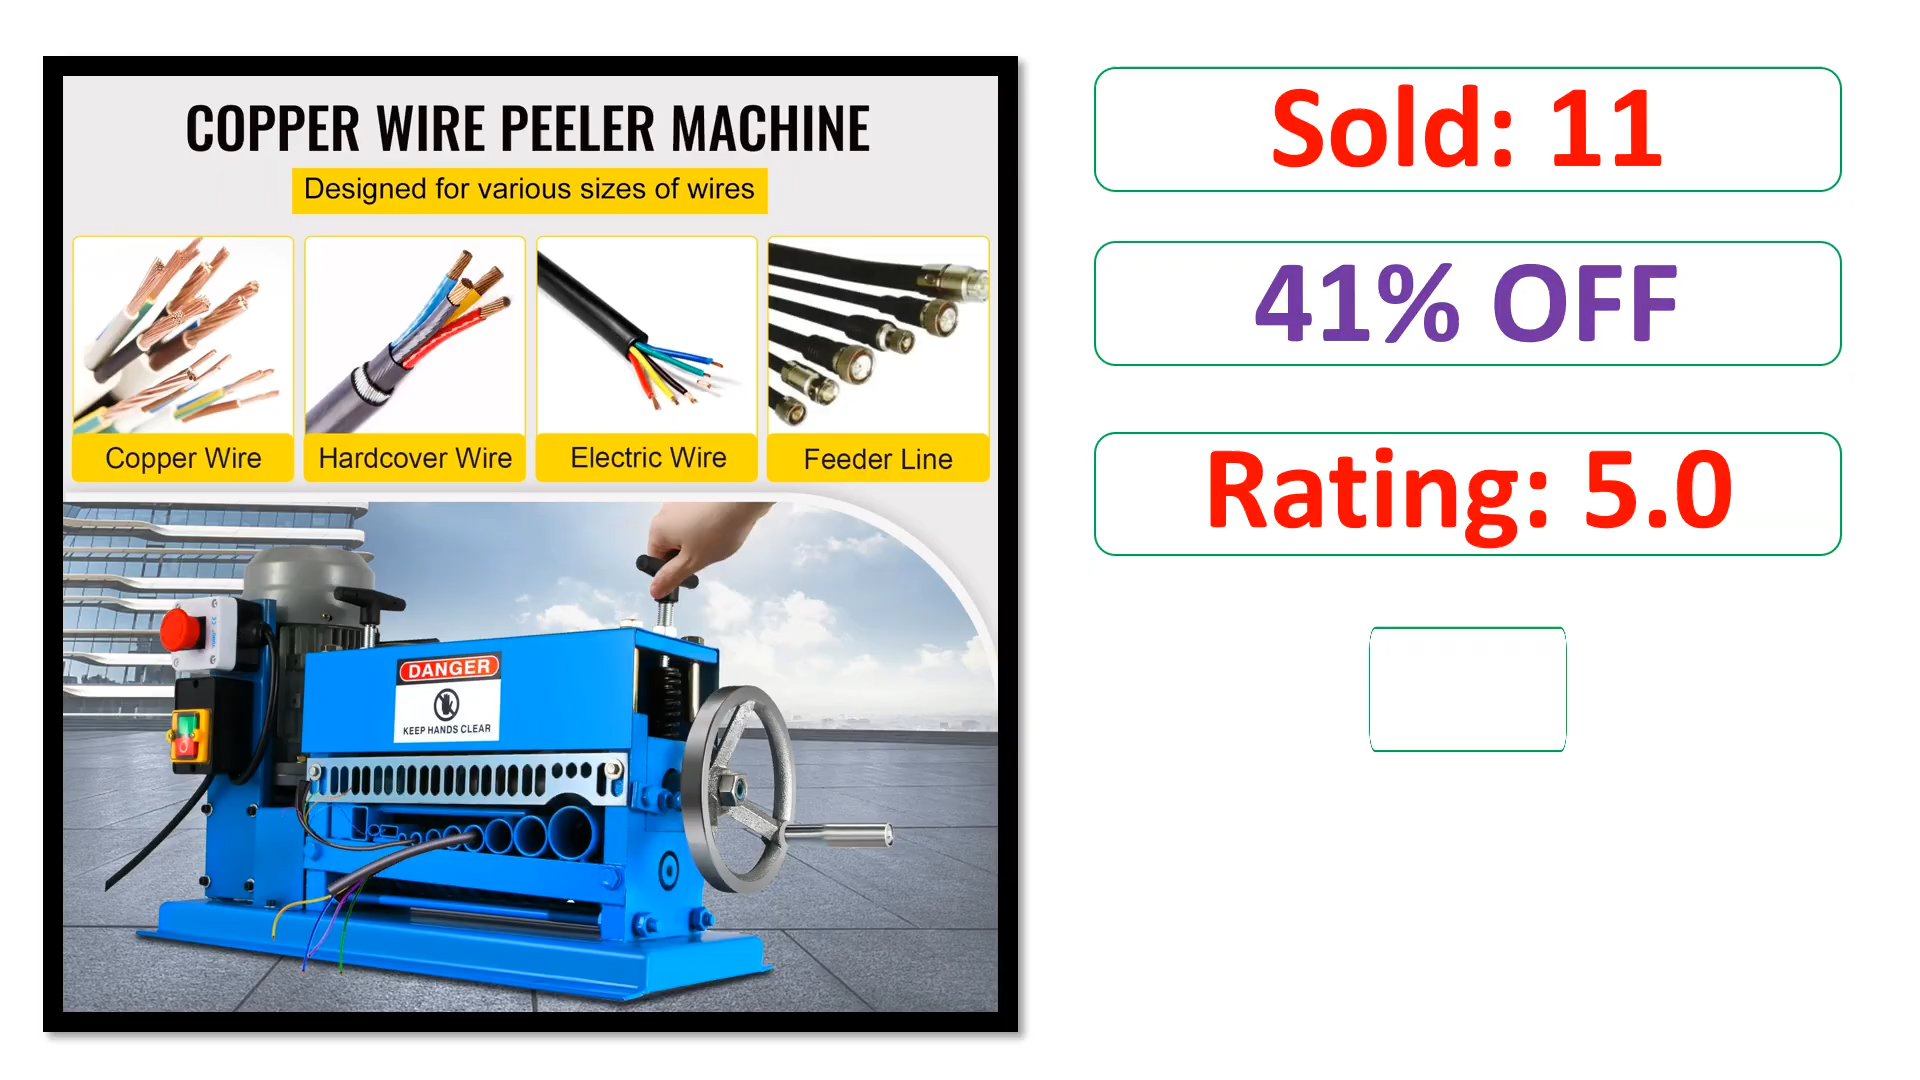 COPPER WIRE PEELER MACHINE
Designed for various sizes of wires
Copper Wire
Hardcover Wire
Electric Wire
Feeder Line
DANGER
KEEP HANDS CLEAR
Sold: 11
41% OFF
Rating: 5.0